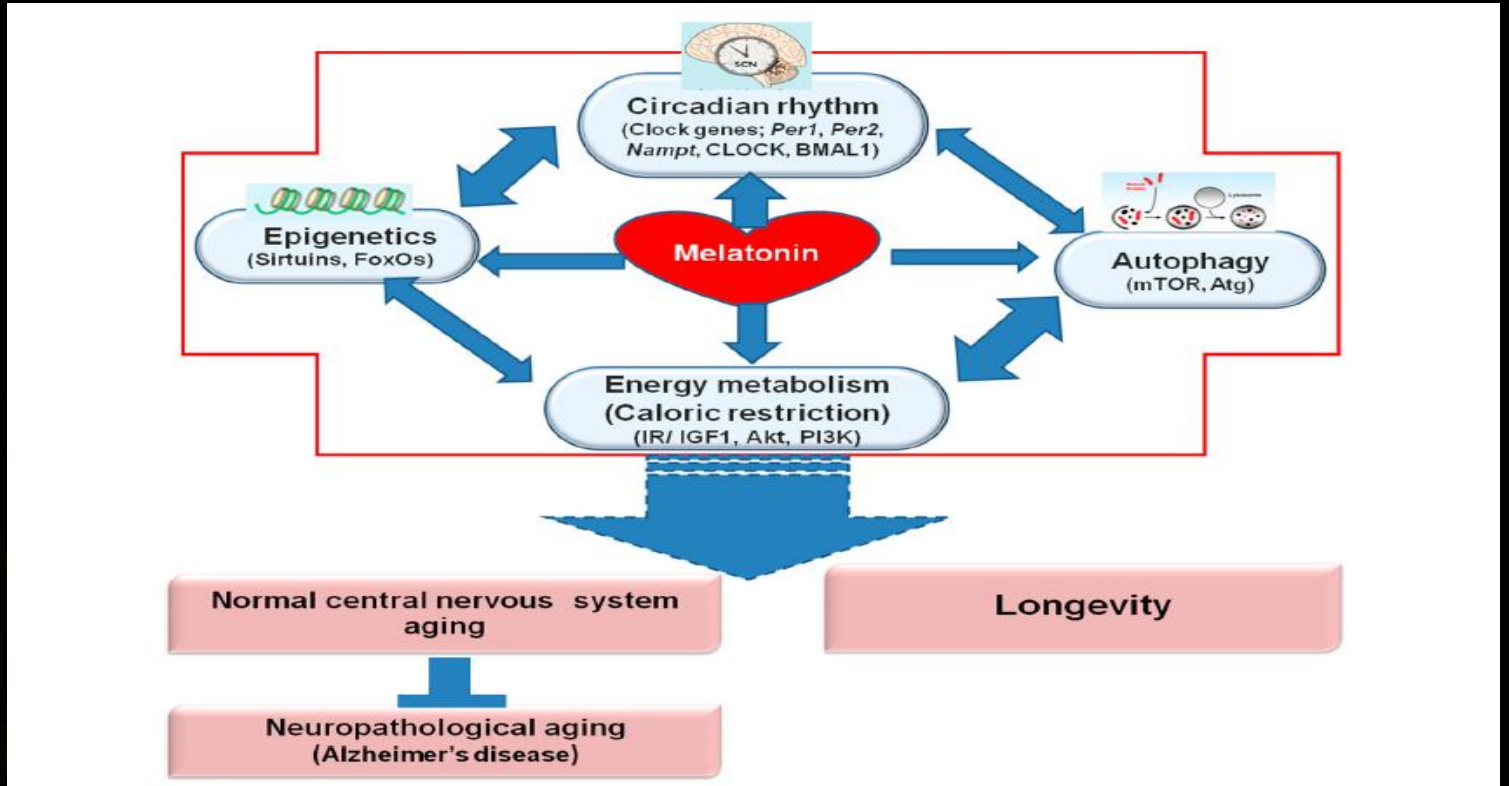 SCN
Circadian rhythm
(Clock genes; Per1, Per2,
Nampt, CLOCK, BMAL1)
Epigenetics
(Sirtuins, FoxOs)
Melatonin
Lysosome
Autophagy
(mTOR, Atg)
Energy metabolism
(Caloric restriction)
(IR/ IGF1, Akt, PI3K)
Normal central nervous system
aging
Longevity
Neuropathological aging
(Alzheimer's disease)